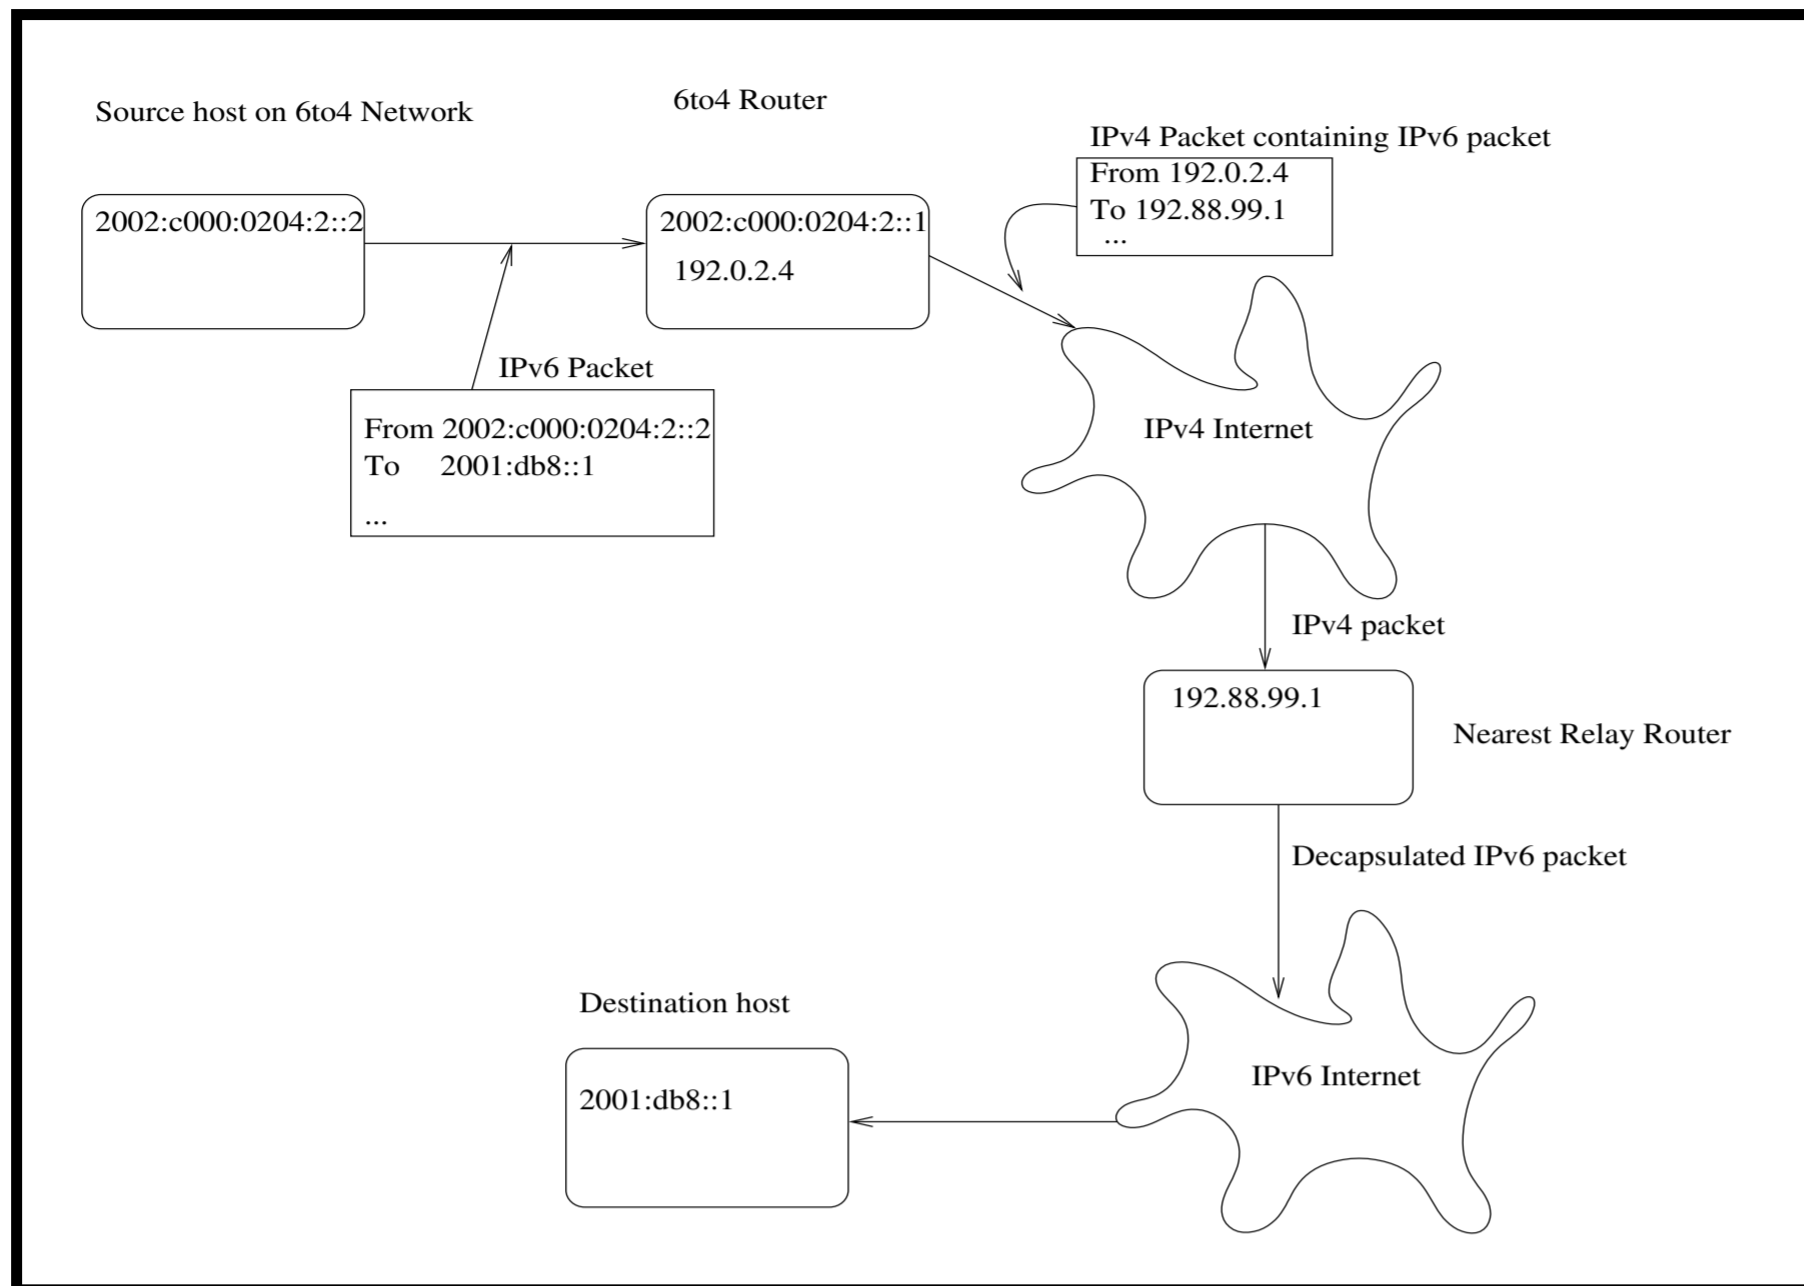 Source host on 6to4 Network
6to4 Router
IPv4 Packet containing IPv6 packet
From 192.0.2.4
To 192.88.99.1
...
2002:c000:0204:2::2
2002:c000:0204:2::1
192.0.2.4
IPv6 Packet
From 2002:c000:0204:2::2
To 2001:db8::1
...
IPv4 Internet
IPv4 packet
192.88.99.1
Nearest Relay Router
Decapsulated IPv6 packet
IPv6 Internet
Destination host
2001:db8::1